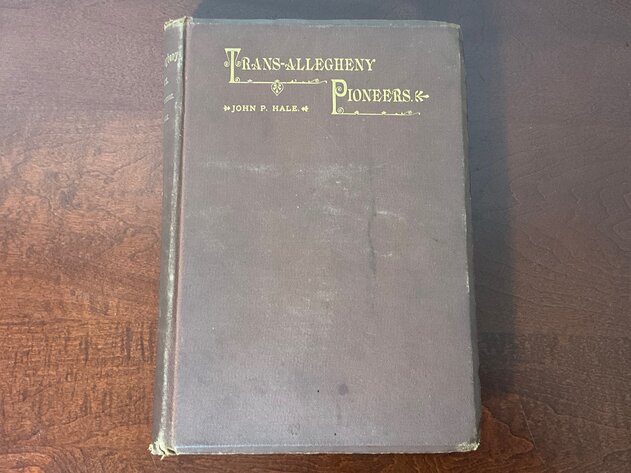 TRANS-ALLEGHENY
PIONEERS.
JOHN P. HALE.